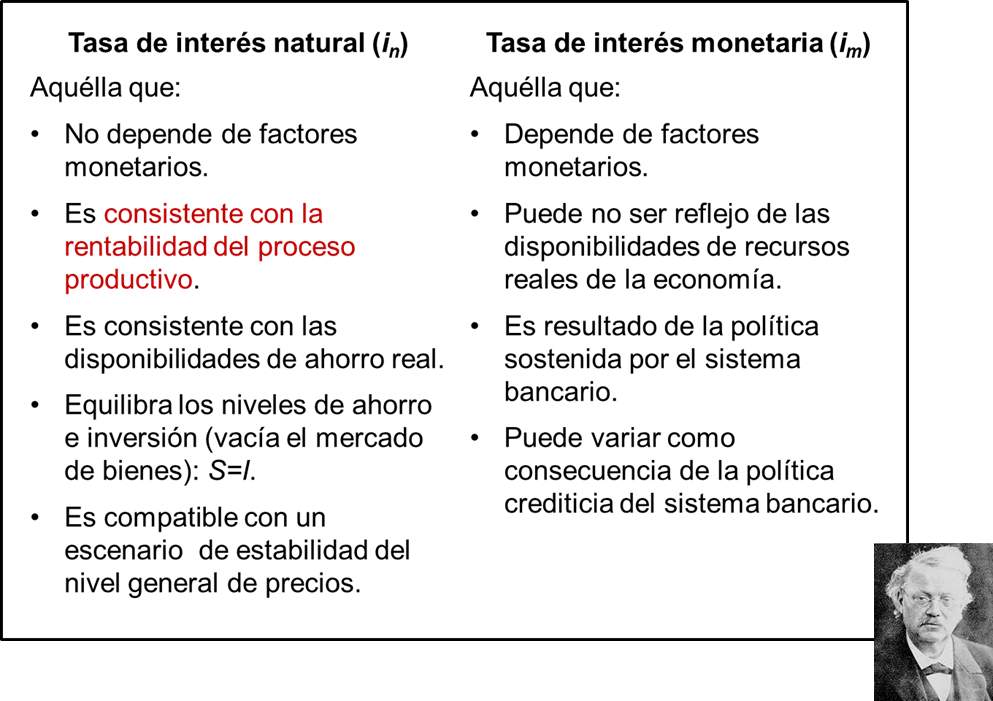 Tasa de interés natural (in)
Aquélla que:
• No depende de factores
monetarios.
• Es consistente con la
rentabilidad del proceso
productivo.
• Es consistente con las
disponibilidades de ahorro real.
• Equilibra los niveles de ahorro
e inversión (vacía el mercado
de bienes): S=I.
• Es compatible con un
escenario de estabilidad del
nivel general de precios.
Tasa de interés monetaria (im)
Aquélla que:
• Depende de factores
monetarios.
• Puede no ser reflejo de las
disponibilidades de recursos
reales de la economía.
• Es resultado de la política
sostenida por el sistema
bancario.
• Puede variar como
consecuencia de la política
crediticia del sistema bancario.